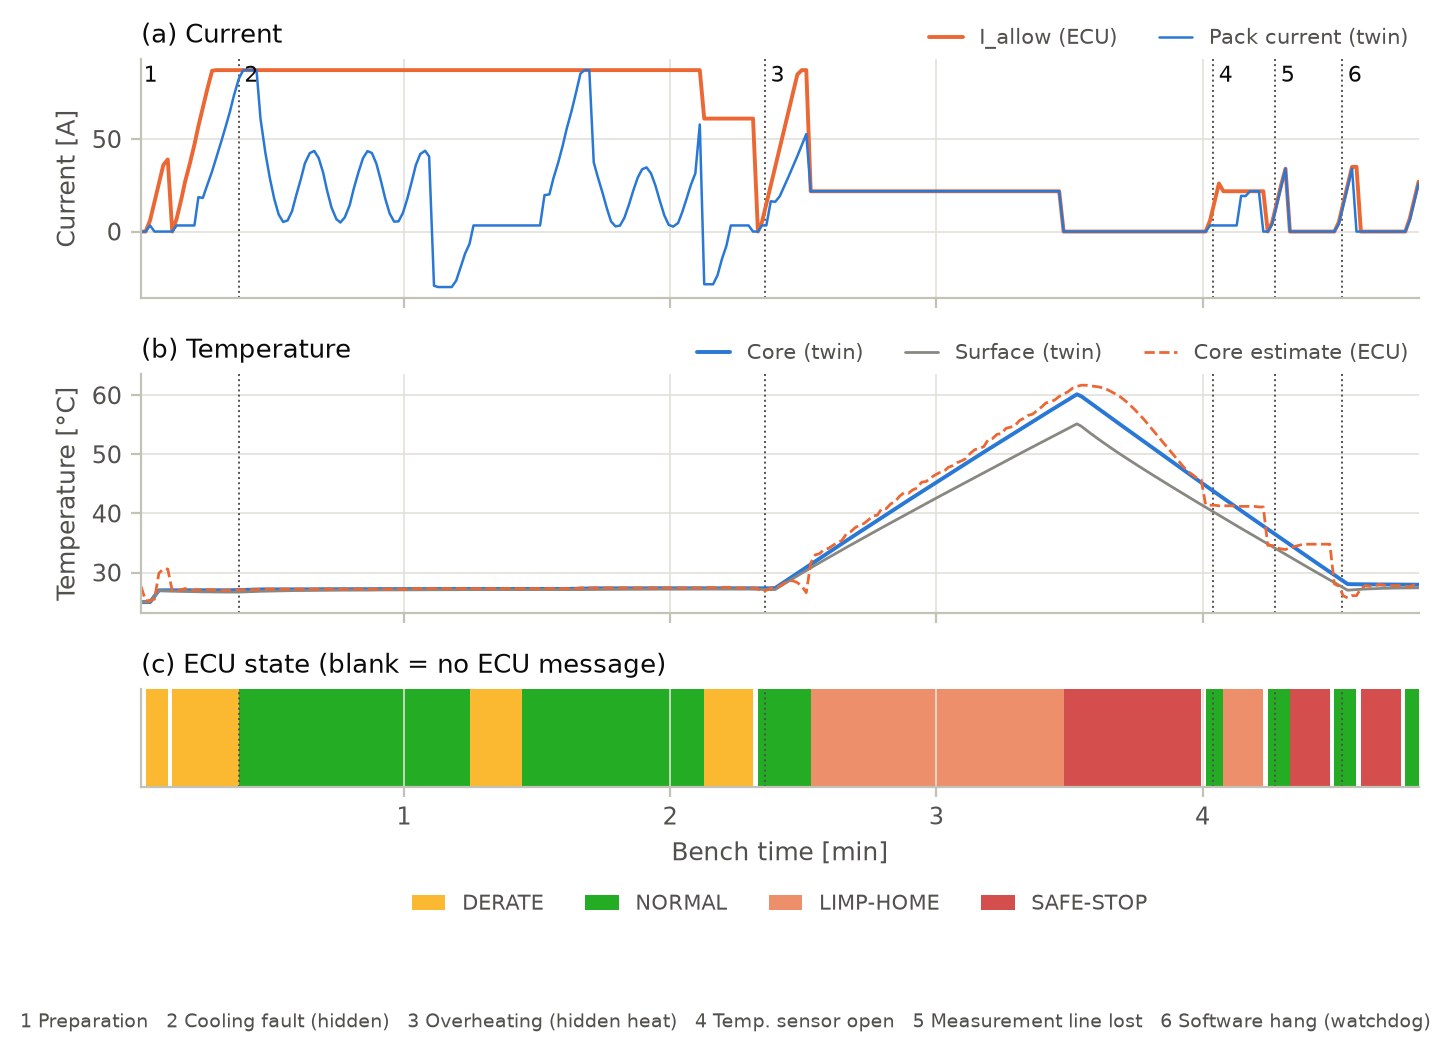 (a) Current
I_allow (ECU)
Pack current (twin)
1
2
3
4
5
6
Current [A]
50
0
(b) Temperature
Core (twin)
Surface (twin)
Core estimate (ECU)
Temperature [°C]
60
50
40
30
(c) ECU state (blank = no ECU message)
1
2
3
4
Bench time [min]
DERATE
NORMAL
LIMP-HOME
SAFE-STOP
1 Preparation 2 Cooling fault (hidden) 3 Overheating (hidden heat) 4 Temp. sensor open 5 Measurement line lost 6 Software hang (watchdog)